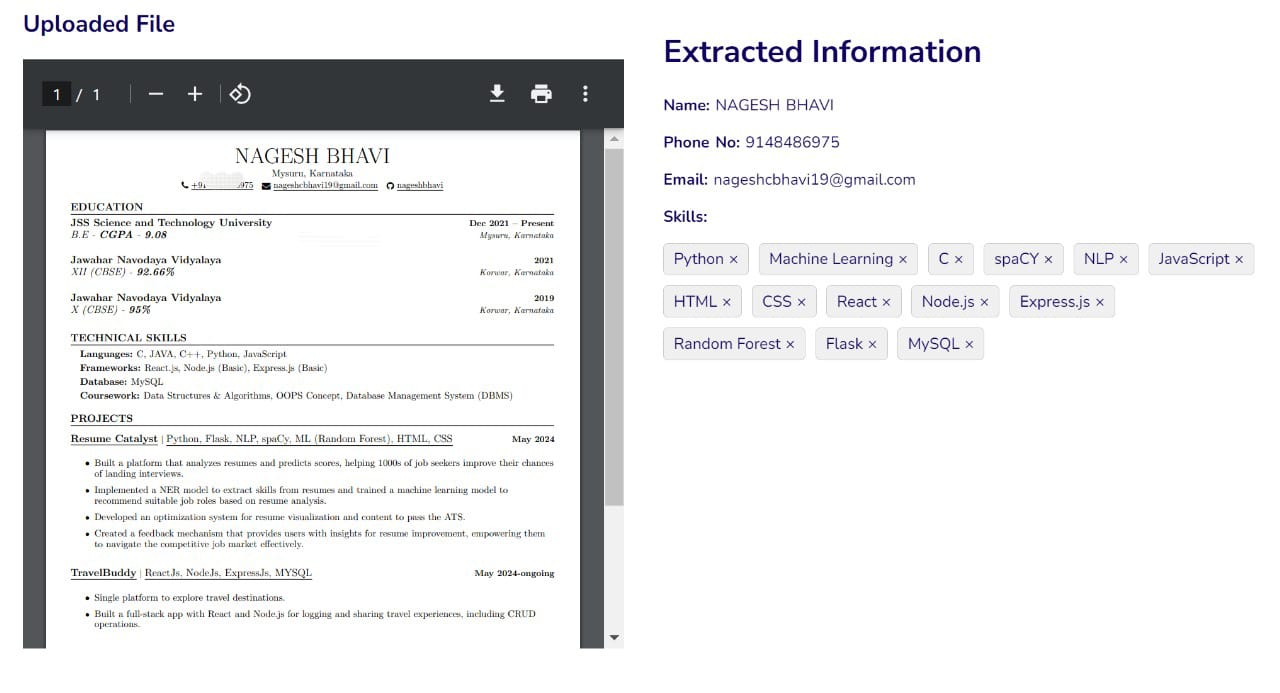 Uploaded File
1 / 1
NAGESH BHAVI
Mysuru, Karnataka
+91 975 nageshcbhavi19@gmail.com nageshbhavi
EDUCATION
JSS Science and Technology University Dec 2021 – Present
B.E - CGPA - 9.08 Mysuru, Karnataka
Jawahar Navodaya Vidyalaya 2021
XII (CBSE) - 92.66% Korwar, Karnataka
Jawahar Navodaya Vidyalaya 2019
X (CBSE) - 95% Korwar, Karnataka
TECHNICAL SKILLS
Languages: C, JAVA, C++, Python, JavaScript
Frameworks: React.js, Node.js (Basic), Express.js (Basic)
Database: MySQL
Coursework: Data Structures & Algorithms, OOPS Concept, Database Management System (DBMS)
PROJECTS
Resume Catalyst | Python, Flask, NLP, spaCy, ML (Random Forest), HTML, CSS May 2024
• Built a platform that analyzes resumes and predicts scores, helping 1000s of job seekers improve their chances
of landing interviews.
• Implemented a NER model to extract skills from resumes and trained a machine learning model to
recommend suitable job roles based on resume analysis.
• Developed an optimization system for resume visualization and content to pass the ATS.
• Created a feedback mechanism that provides users with insights for resume improvement, empowering them
to navigate the competitive job market effectively.
TravelBuddy | ReactJs, NodeJs, ExpressJs, MYSQL May 2024-ongoing
• Single platform to explore travel destinations.
• Built a full-stack app with React and Node.js for logging and sharing travel experiences, including CRUD
operations.
Extracted Information
Name: NAGESH BHAVI
Phone No: 9148486975
Email: nageshcbhavi19@gmail.com
Skills:
Python × Machine Learning × C × spaCY × NLP × JavaScript ×
HTML × CSS × React × Node.js × Express.js ×
Random Forest × Flask × MySQL ×